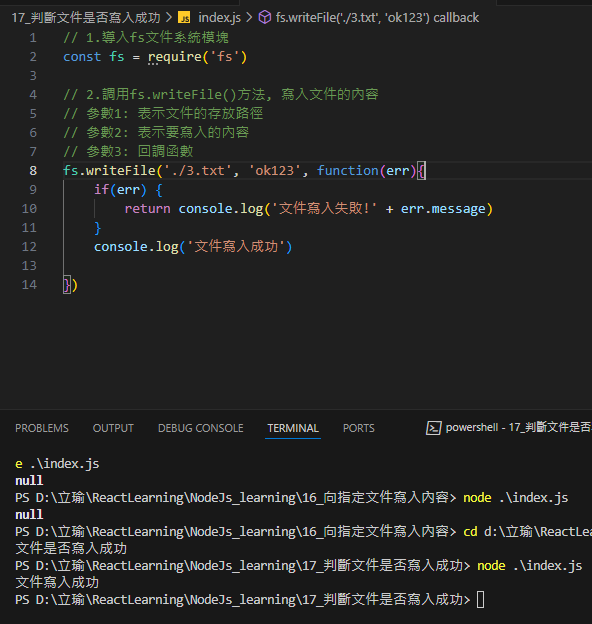 17_判斷文件是否寫入成功 > JS index.js > fs.writeFile('./3.txt', 'ok123') callback
1 // 1.導入fs文件系統模塊
2 const fs = require('fs')
3
4 // 2.調用fs.writeFile()方法, 寫入文件的內容
5 // 參數1: 表示文件的存放路徑
6 // 參數2: 表示要寫入的內容
7 // 參數3: 回調函數
8 fs.writeFile('./3.txt', 'ok123', function(err){
9 if(err) {
10 return console.log('文件寫入失敗!' + err.message)
11 }
12 console.log('文件寫入成功')
13
14 })
PROBLEMS OUTPUT DEBUG CONSOLE TERMINAL PORTS powershell - 17_判斷文件是否
e .\index.js
null
PS D:\立瑜\ReactLearning\NodeJs_learning\16_向指定文件寫入內容> node .\index.js
null
PS D:\立瑜\ReactLearning\NodeJs_learning\16_向指定文件寫入內容> cd d:\立瑜\ReactLe
文件是否寫入成功
PS D:\立瑜\ReactLearning\NodeJs_learning\17_判斷文件是否寫入成功> node .\index.js
文件寫入成功
PS D:\立瑜\ReactLearning\NodeJs_learning\17_判斷文件是否寫入成功>